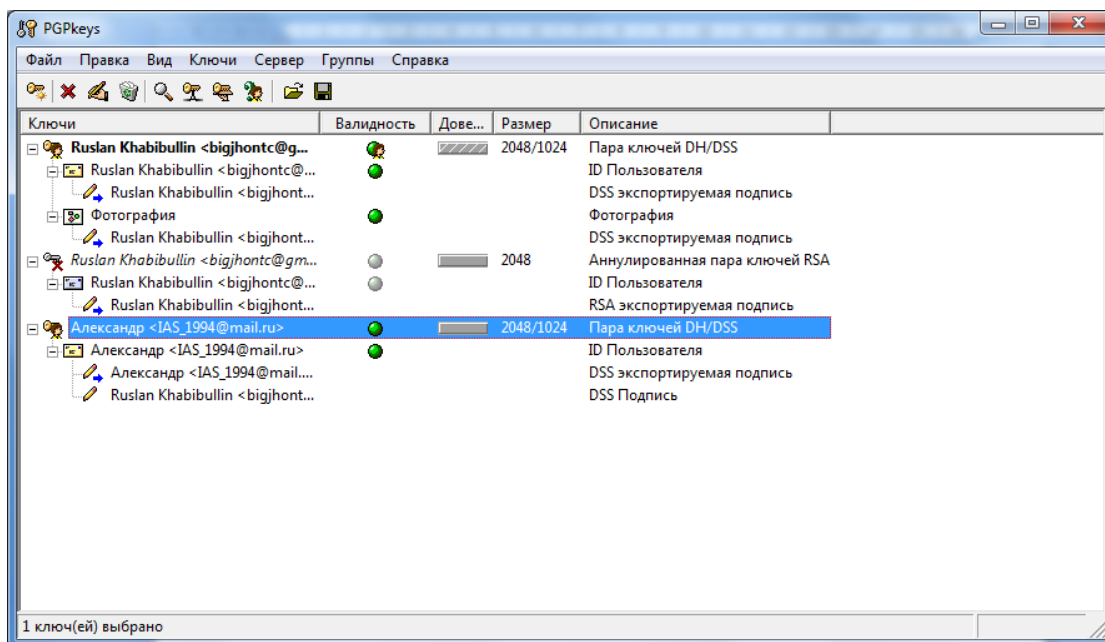 PGPkeys
Файл Правка Вид Ключи Сервер Группы Справка
Ключи Валидность Дове... Размер Описание
Ruslan Khabibullin <bigjhontc@g... 2048/1024 Пара ключей DH/DSS
Ruslan Khabibullin <bigjhontc@... ID Пользователя
Ruslan Khabibullin <bigjhont... DSS экспортируемая подпись
Фотография Фотография
Ruslan Khabibullin <bigjhont... DSS экспортируемая подпись
Ruslan Khabibullin <bigjhontc@gm... 2048 Аннулированная пара ключей RSA
Ruslan Khabibullin <bigjhontc@... ID Пользователя
Ruslan Khabibullin <bigjhont... RSA экспортируемая подпись
Александр <IAS_1994@mail.ru> 2048/1024 Пара ключей DH/DSS
Александр <IAS_1994@mail.ru> ID Пользователя
Александр <IAS_1994@mail.... DSS экспортируемая подпись
Ruslan Khabibullin <bigjhont... DSS Подпись
1 ключ(ей) выбрано